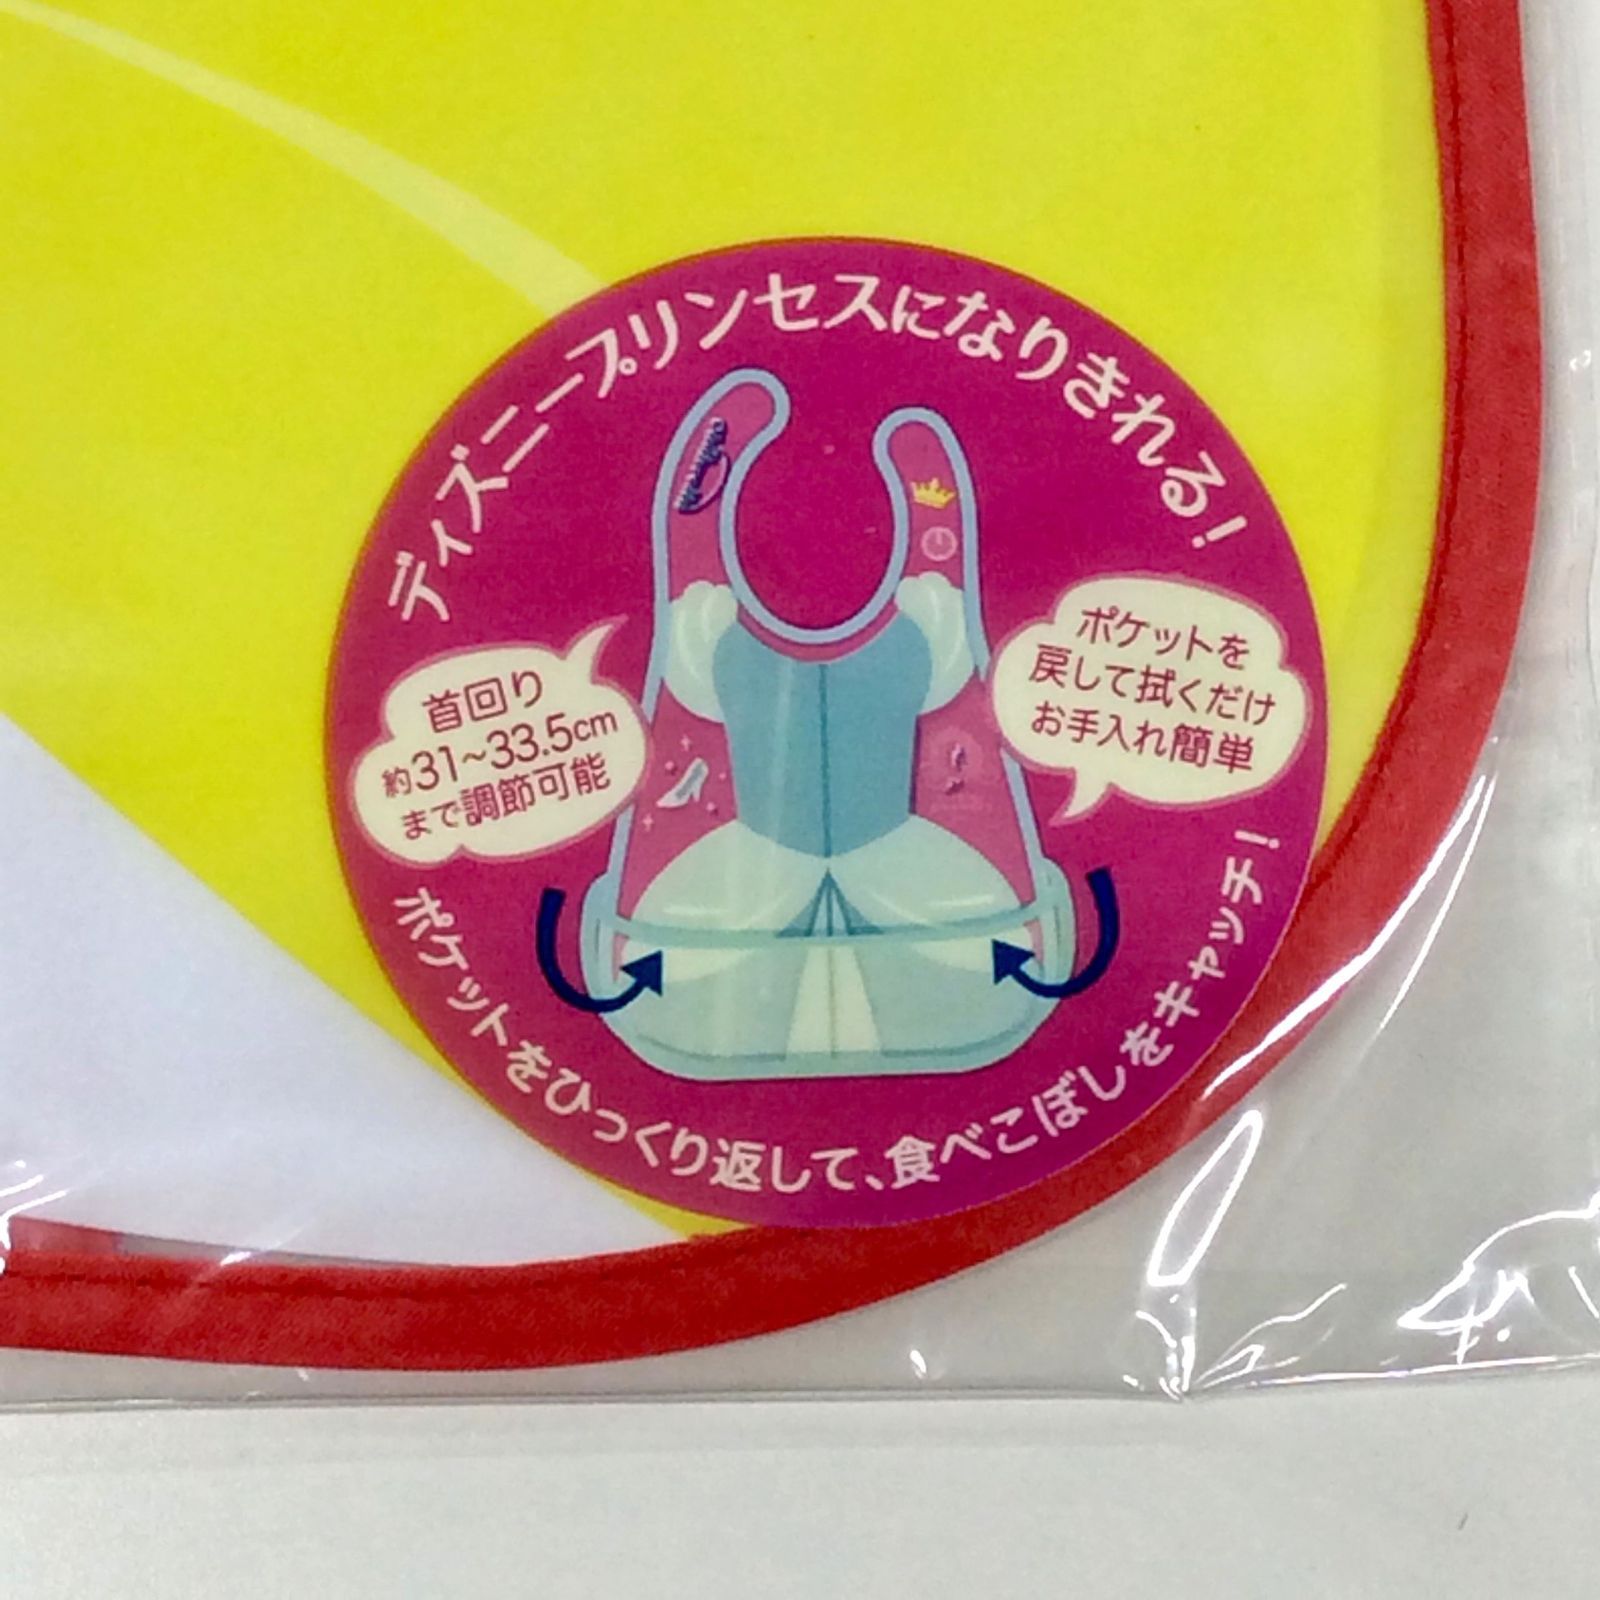 ディズニープリンセスになりきれる!
首回り
約31~33.5cm
まで調節可能
ポケットを
戻して拭くだけ
お手入れ簡単
ポケットをひっくり返して、食べこぼしをキャッチ!